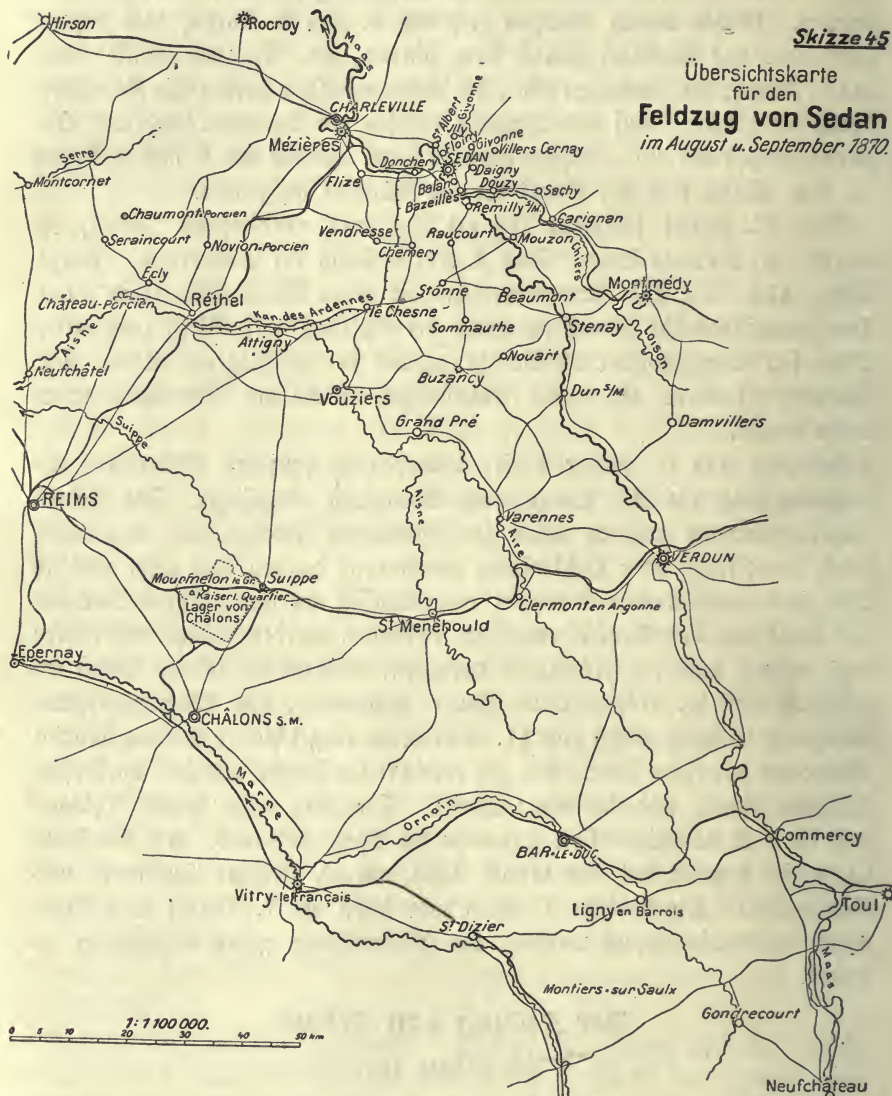 Skizze 45
Übersichtskarte
für den
Feldzug von Sedan
im August u. September 1870.
Hirson
Rocroy
Maas
CHARLEVILLE
Mézières
St Albert
Illy
Floing
Givonne
Givonne
Villers Cernay
SEDAN
Daigny
Donchery
Flize
Balan
Bazeilles
Douzy
Sachy
Remilly S/M.
Carignan
Serre
Montcornet
Chaumont-Porcien
Seraincourt
Novion-Porcien
Vendresse
Chémery
Raucourt
Mouzon
Chiers
Montmédy
Ecly
Château-Porcien
Réthel
Kan. des Ardennes
le Chesne
Stonne
Beaumont
Attigny
Sommauthe
Stenay
Loison
Aisne
Neufchâtel
Nouart
Buzancy
Vouziers
Dun S/M
Suippe
Grand Pré
Damvillers
REIMS
Aisne
Varennes
Aire
VERDUN
Mourmelon le Gr.
Suippe
Kaiserl. Quartier
Lager von
Châlons
Clermont en Argonne
St Menehould
Epernay
CHÂLONS S.M.
Marne
Ornain
BAR-LE-DUC
Commercy
Vitry-le-Français
Ligny en Barrois
Toul
St Dizier
Maas
Montiers-sur Saulx
Gondrecourt
1:1100000.
0 5 10 20 30 40 50 km
Neufchâteau